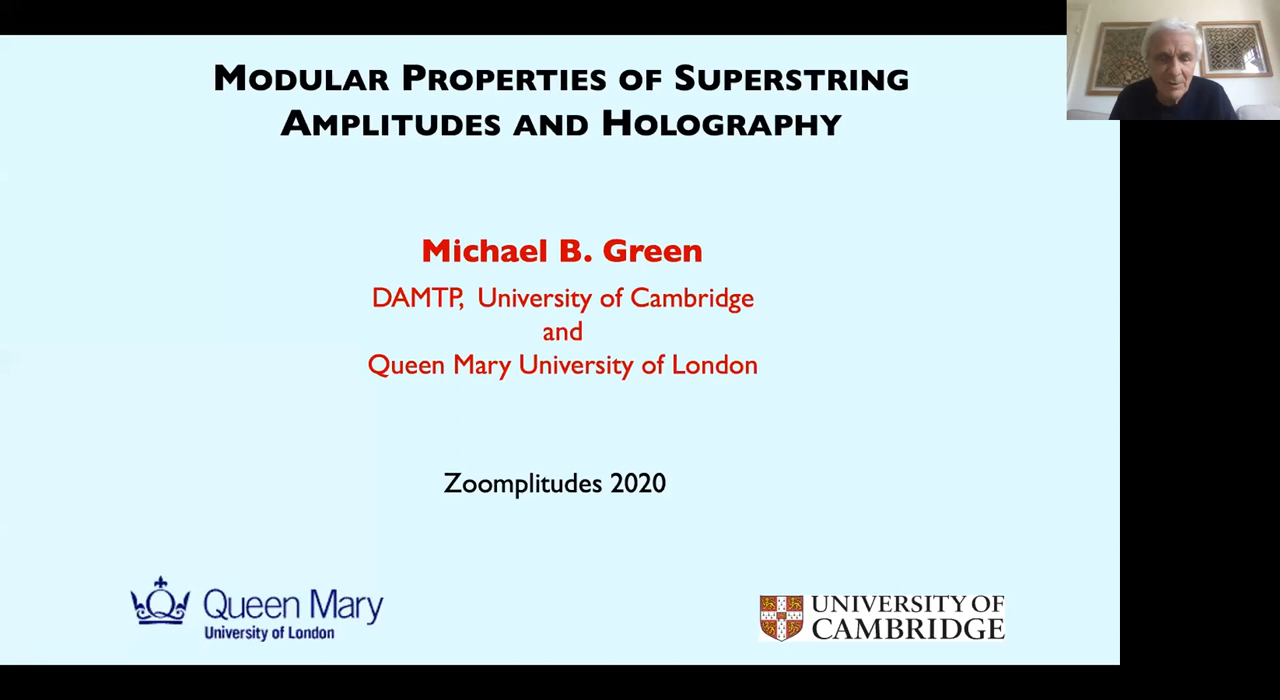 MODULAR PROPERTIES OF SUPERSTRING
AMPLITUDES AND HOLOGRAPHY
Michael B. Green
DAMTP, University of Cambridge
and
Queen Mary University of London
Zoomplitudes 2020
Queen Mary
University of London
UNIVERSITY OF
CAMBRIDGE